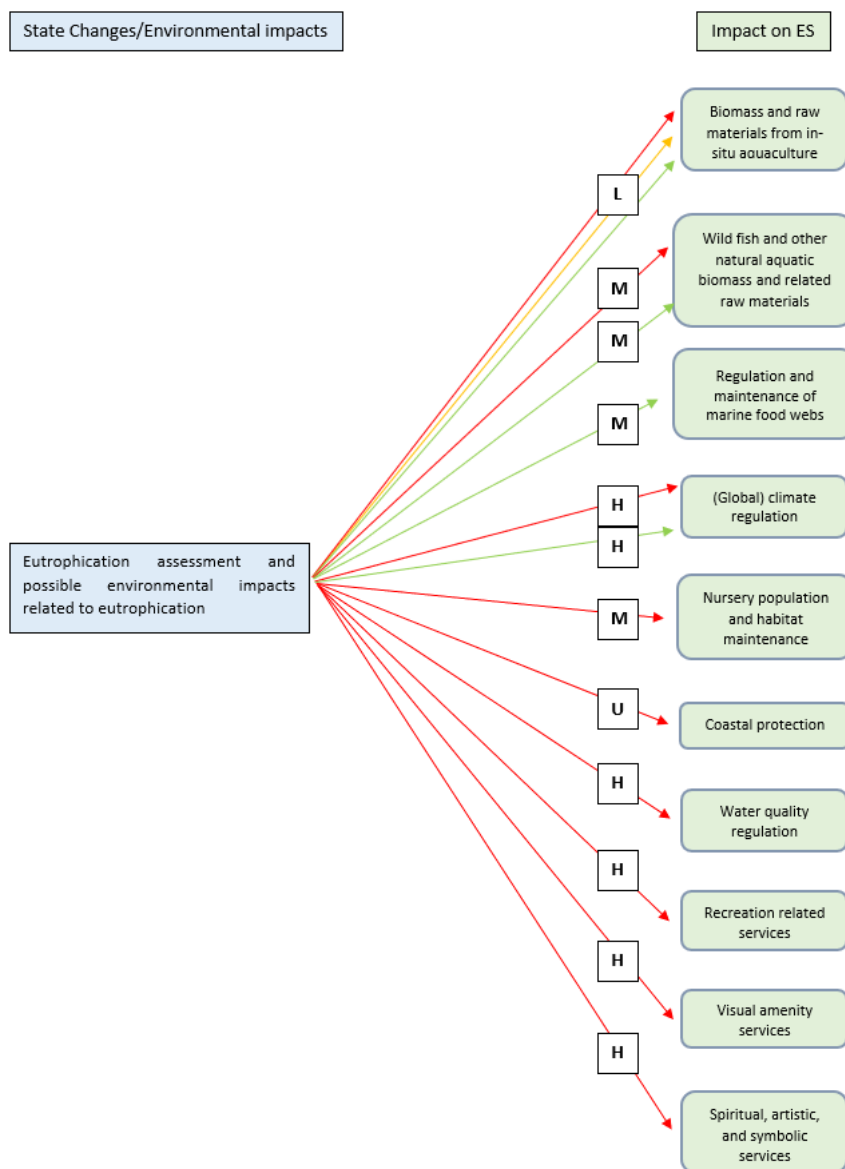 State Changes/Environmental impacts
Impact on ES
Biomass and raw
materials from in-
situ aquaculture
L
Wild fish and other
natural aquatic
biomass and related
raw materials
M
M
Regulation and
maintenance of
marine food webs
M
(Global) climate
regulation
H
H
Eutrophication assessment and
possible environmental impacts
related to eutrophication
Nursery population
and habitat
maintenance
M
U
Coastal protection
H
Water quality
regulation
H
Recreation related
services
H
Visual amenity
services
H
Spiritual, artistic,
and symbolic
services